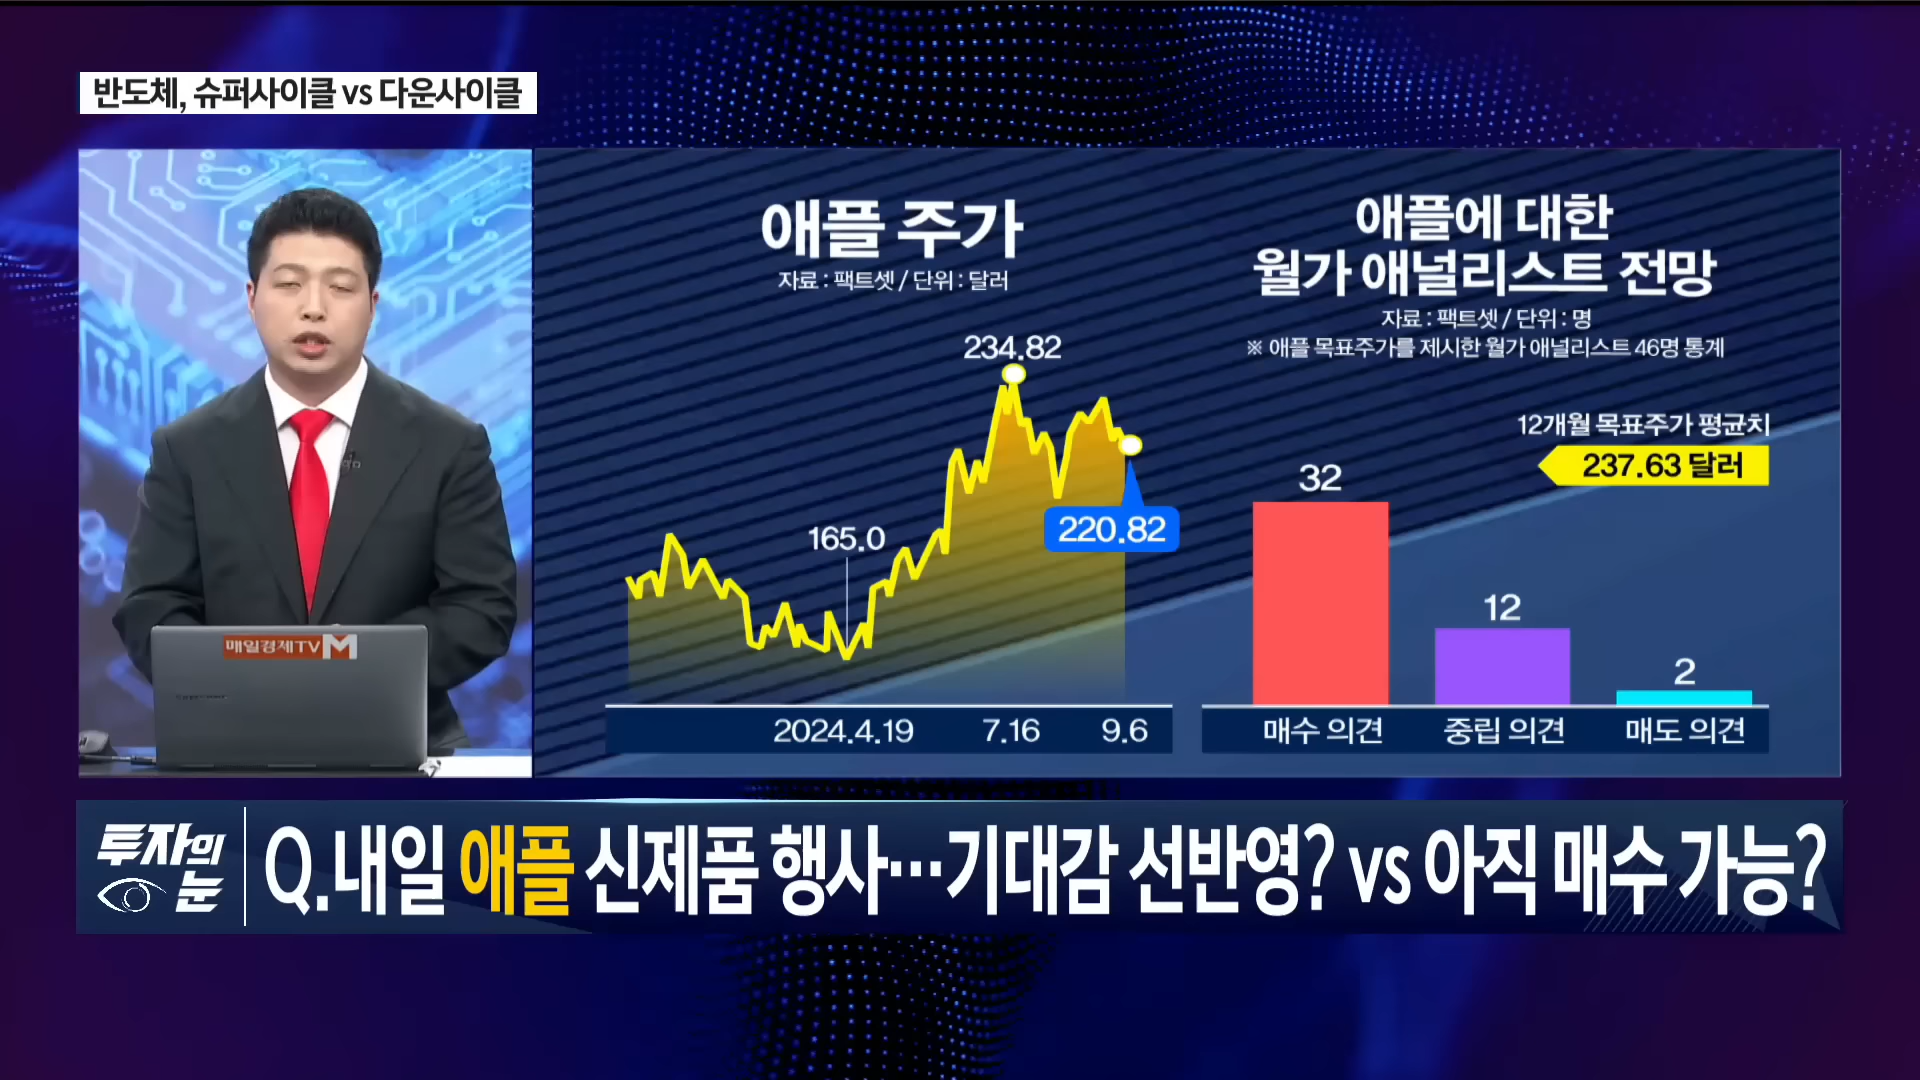 반도체, 슈퍼사이클 vs 다운사이클
매일경제TV M
애플 주가
자료 : 팩트셋 / 단위 : 달러
234.82
165.0
220.82
2024.4.19
7.16
9.6
애플에 대한
월가 애널리스트 전망
자료 : 팩트셋 / 단위 : 명
※ 애플 목표주가를 제시한 월가 애널리스트 46명 통계
12개월 목표주가 평균치
237.63 달러
32
12
2
매수 의견
중립 의견
매도 의견
투자의
눈
Q.내일 애플 신제품 행사…기대감 선반영? vs 아직 매수 가능?